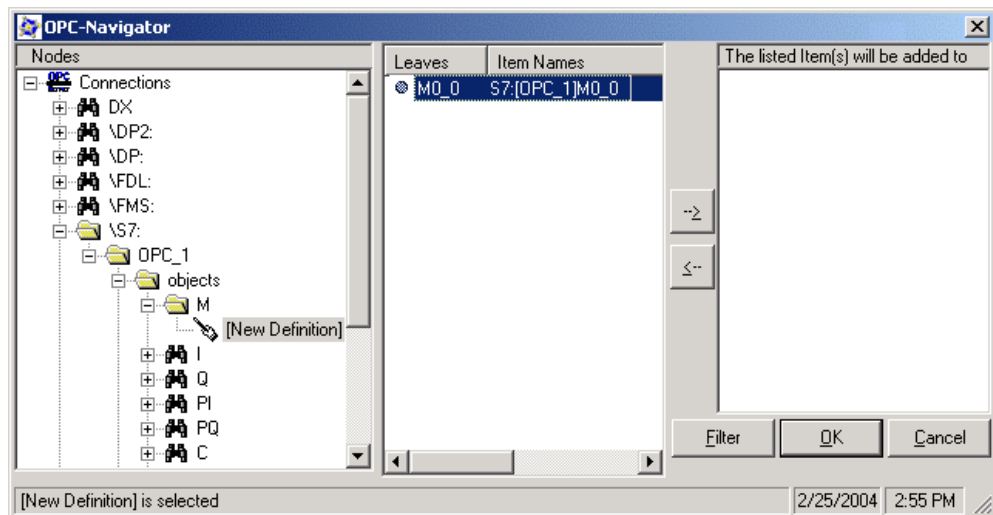 OPC-Navigator
Nodes
OPC Connections
DX
\DP2:
\DP:
\FDL:
\FMS:
\S7:
OPC_1
objects
M
[New Definition]
I
Q
PI
PQ
C
Leaves Item Names
M0_0 S7:[OPC_1]M0_0
-->
<--
The listed Item(s) will be added to
Filter OK Cancel
[New Definition] is selected 2/25/2004 2:55 PM